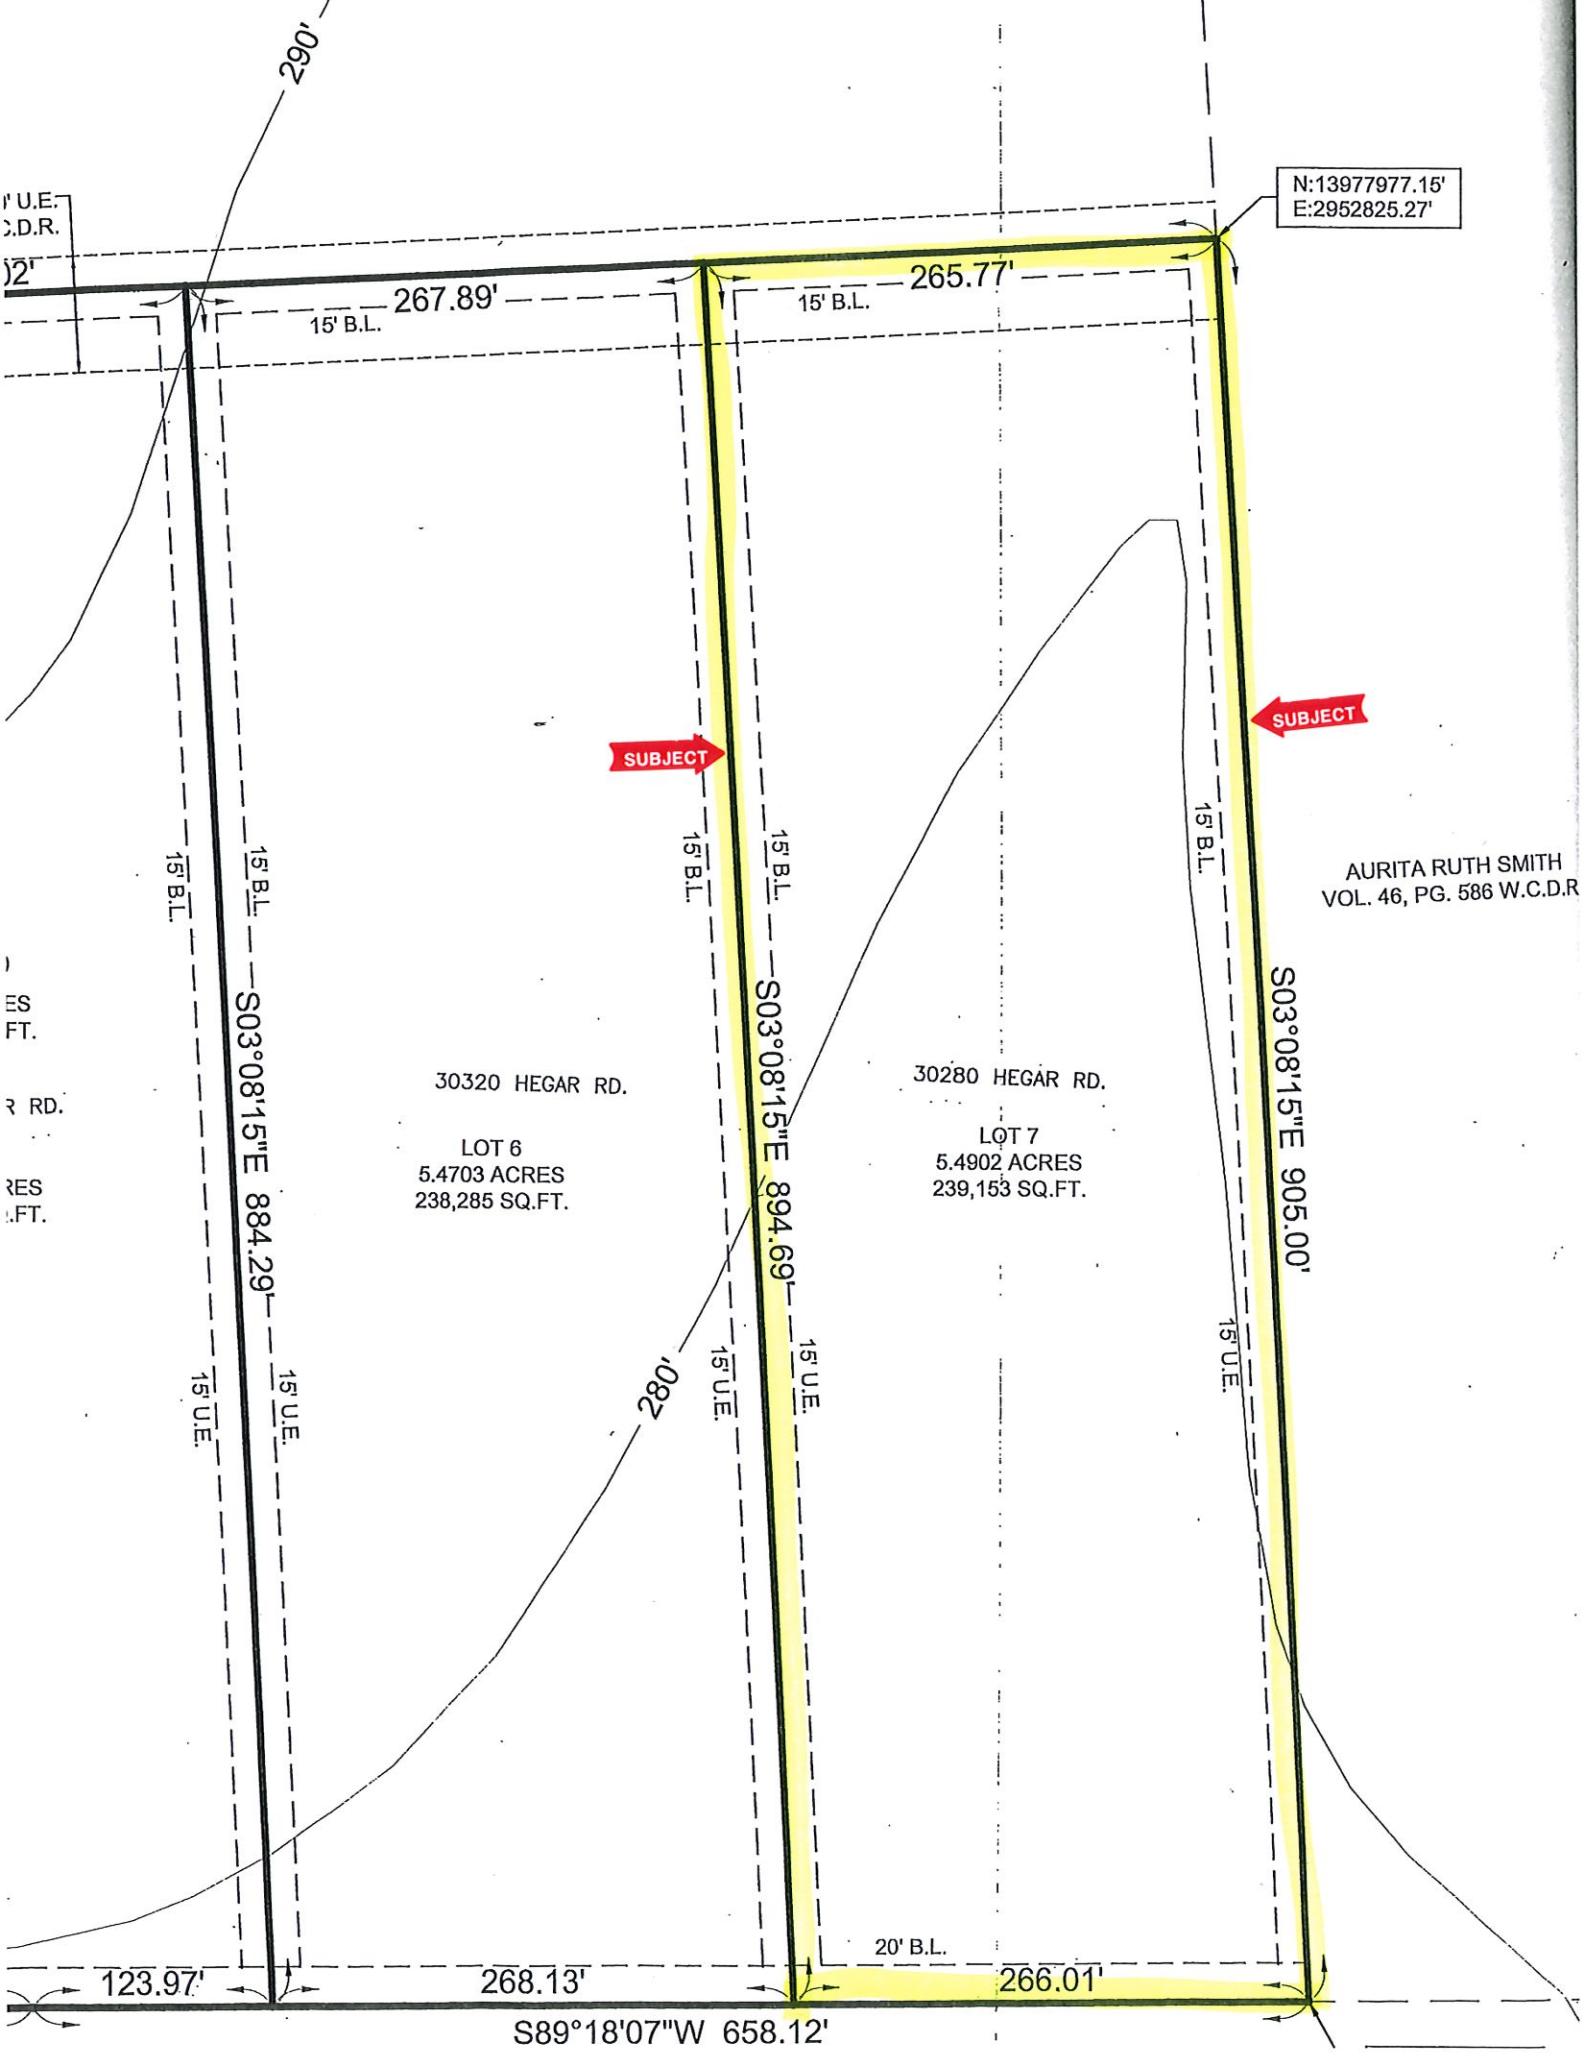 290'
' U.E.
C.D.R.
02'
N:13977977.15'
E:2952825.27'
267.89'
15' B.L.
265.77'
15' B.L.
SUBJECT
SUBJECT
15' B.L.
15' B.L.
15' B.L.
15' B.L.
15' B.L.
AURITA RUTH SMITH
VOL. 46, PG. 586 W.C.D.R
ES
FT.
R RD.
RES
.FT.
S03°08'15"E 884.29'
30320 HEGAR RD.
LOT 6
5.4703 ACRES
238,285 SQ.FT.
S03°08'15"E 894.69'
30280 HEGAR RD.
LOT 7
5.4902 ACRES
239,153 SQ.FT.
S03°08'15"E 905.00'
15' U.E.
15' U.E.
280'
15' U.E.
15' U.E.
15' U.E.
20' B.L.
123.97'
268.13'
266.01'
S89°18'07"W 658.12'